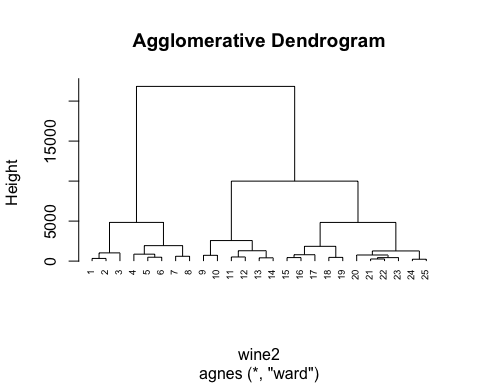 Agglomerative Dendrogram
Height
15000
5000
0
1 2 3 4 5 6 7 8 9 10 11 12 13 14 15 16 17 18 19 20 21 22 23 24 25
wine2
agnes (*, "ward")